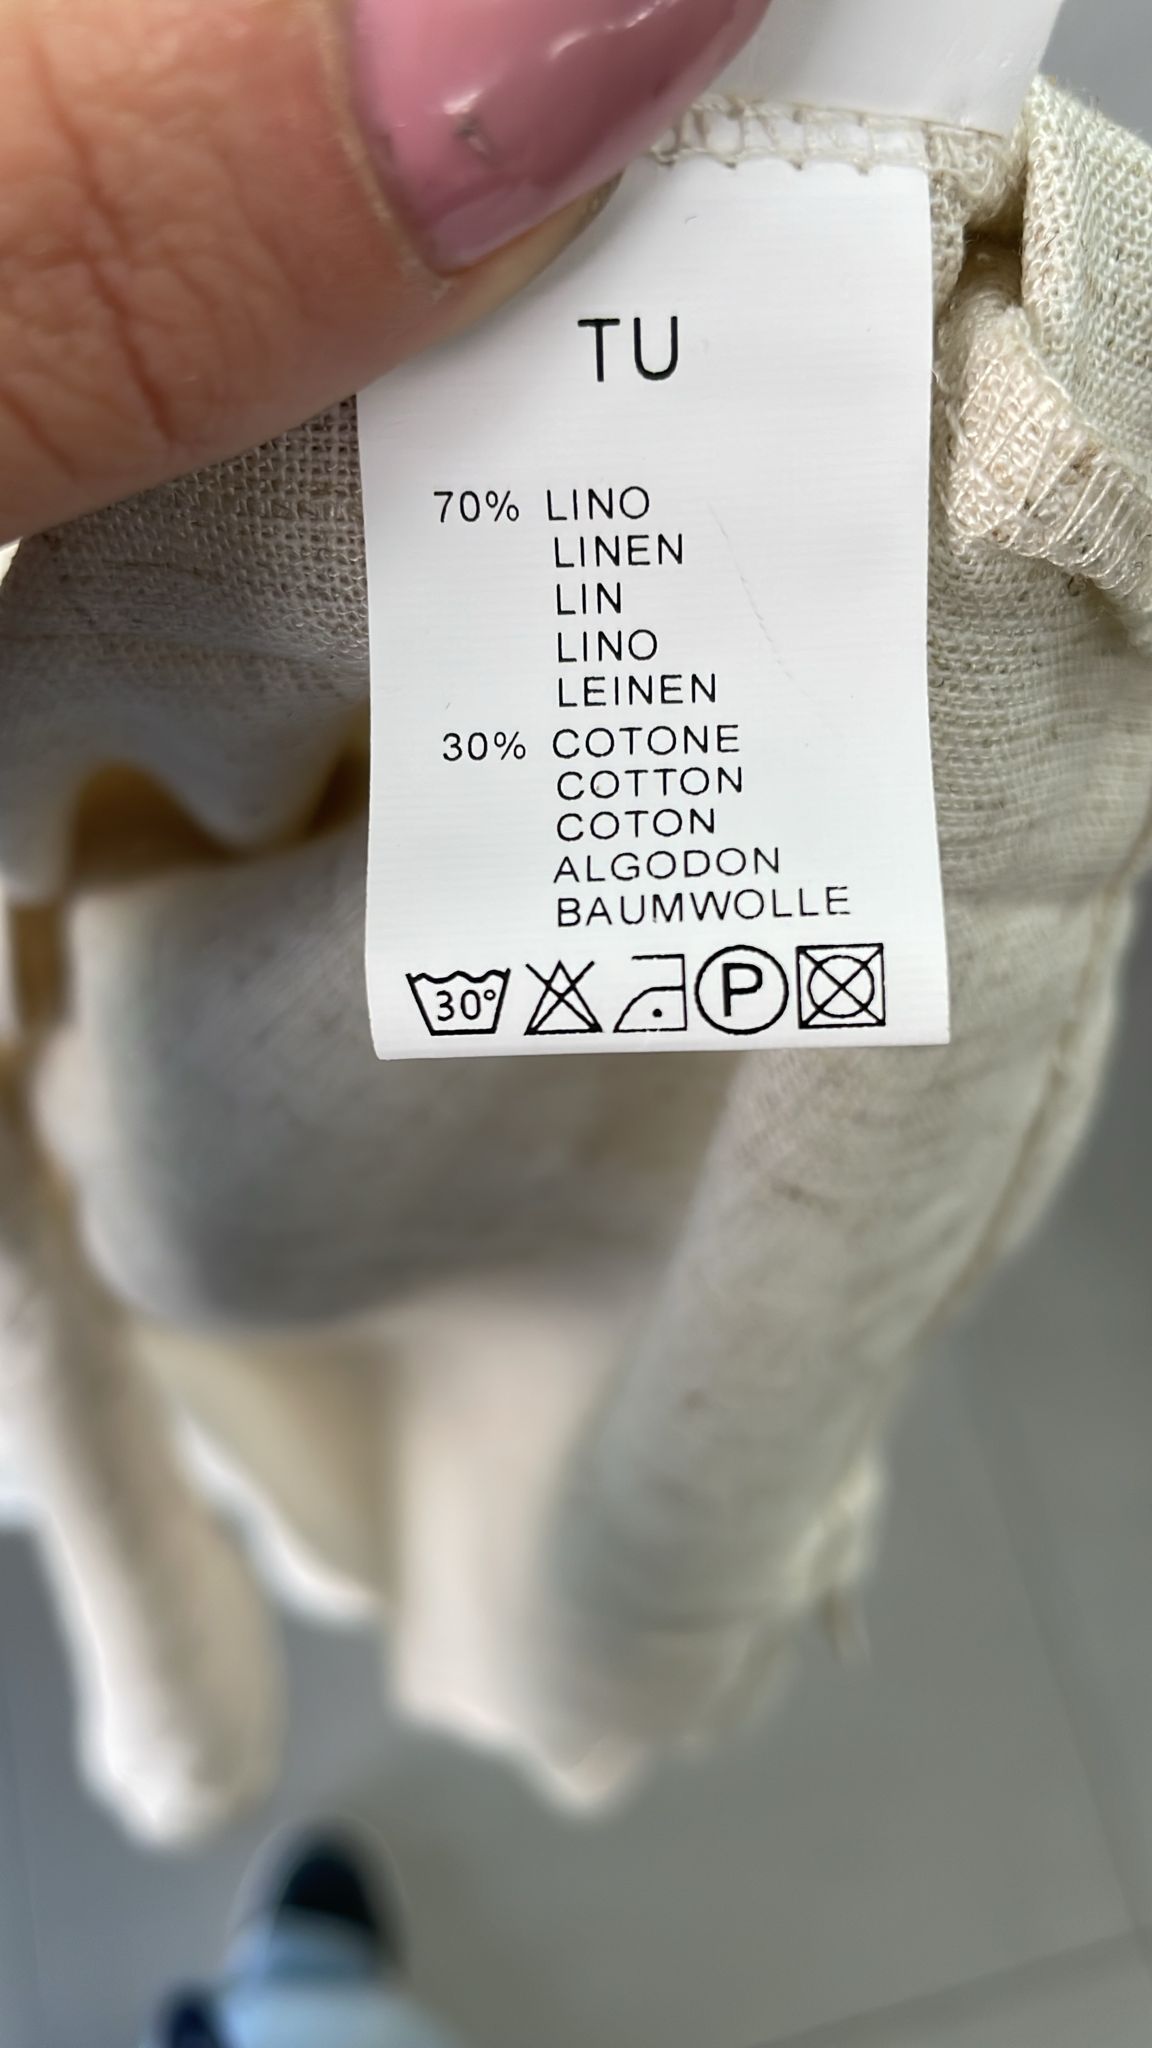 TU
70% LINO
LINEN
LIN
LINO
LEINEN
30% COTONE
COTTON
COTON
ALGODON
BAUMWOLLE
30° P